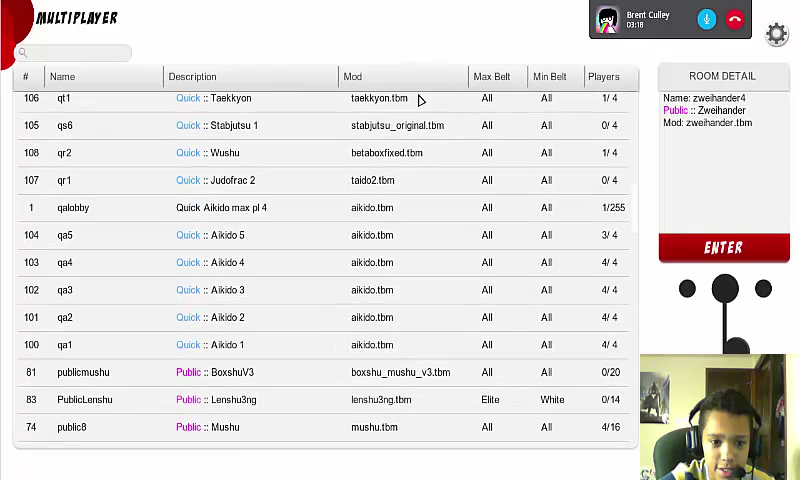 MULTIPLAYER
Brent Culley
03:18
# Name Description Mod Max Belt Min Belt Players
106 qt1 Quick :: Taekkyon taekkyon.tbm All All 1/ 4
105 qs6 Quick :: Stabjutsu 1 stabjutsu_original.tbm All All 0/ 4
108 qr2 Quick :: Wushu betaboxfixed.tbm All All 1/ 4
107 qr1 Quick :: Judofrac 2 taido2.tbm All All 0/ 4
1 qalobby Quick Aikido max pl 4 aikido.tbm All All 1/255
104 qa5 Quick :: Aikido 5 aikido.tbm All All 3/ 4
103 qa4 Quick :: Aikido 4 aikido.tbm All All 4/ 4
102 qa3 Quick :: Aikido 3 aikido.tbm All All 4/ 4
101 qa2 Quick :: Aikido 2 aikido.tbm All All 4/ 4
100 qa1 Quick :: Aikido 1 aikido.tbm All All 4/ 4
81 publicmushu Public :: BoxshuV3 boxshu_mushu_v3.tbm All All 0/20
83 PublicLenshu Public :: Lenshu3ng lenshu3ng.tbm Elite White 0/14
74 public8 Public :: Mushu mushu.tbm All All 4/16
ROOM DETAIL
Name: zweihander4
Public :: Zweihander
Mod: zweihander.tbm
ENTER